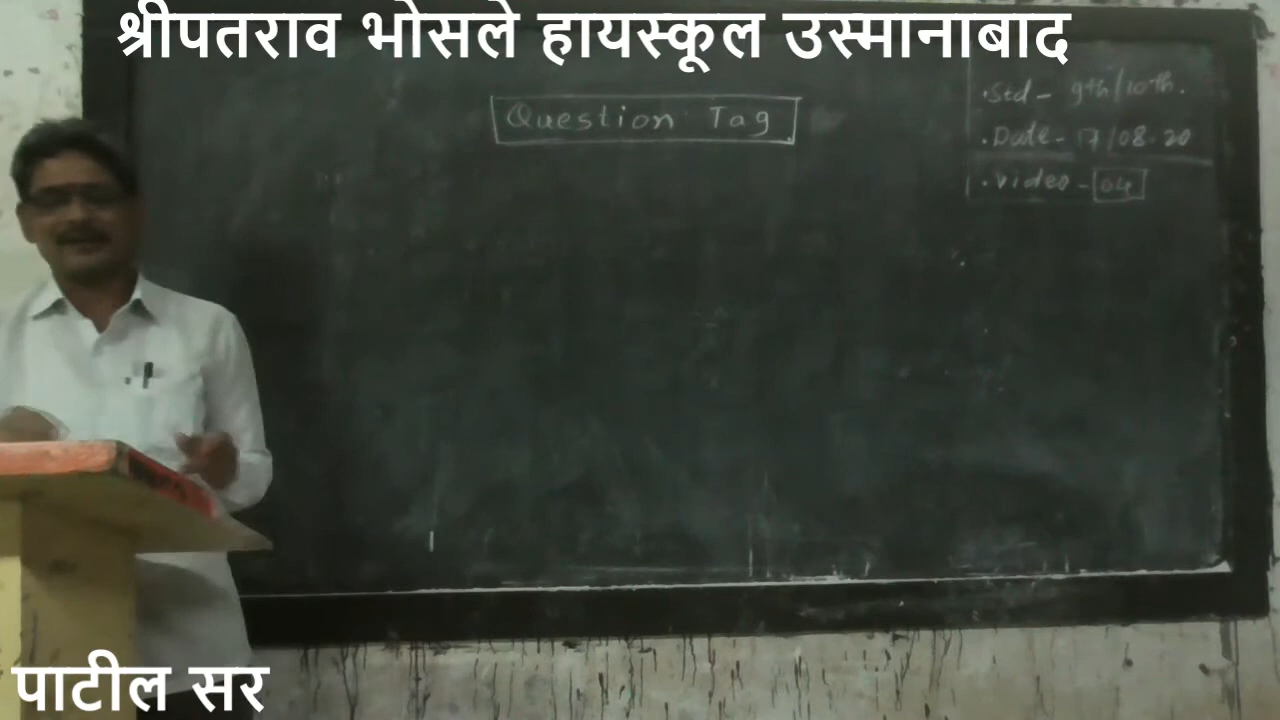 श्रीपतराव भोसले हायस्कूल उस्मानाबाद
Question Tag
.Std - 9th/10th.
.Date - 17/08.20
.Video - 04
पाटील सर